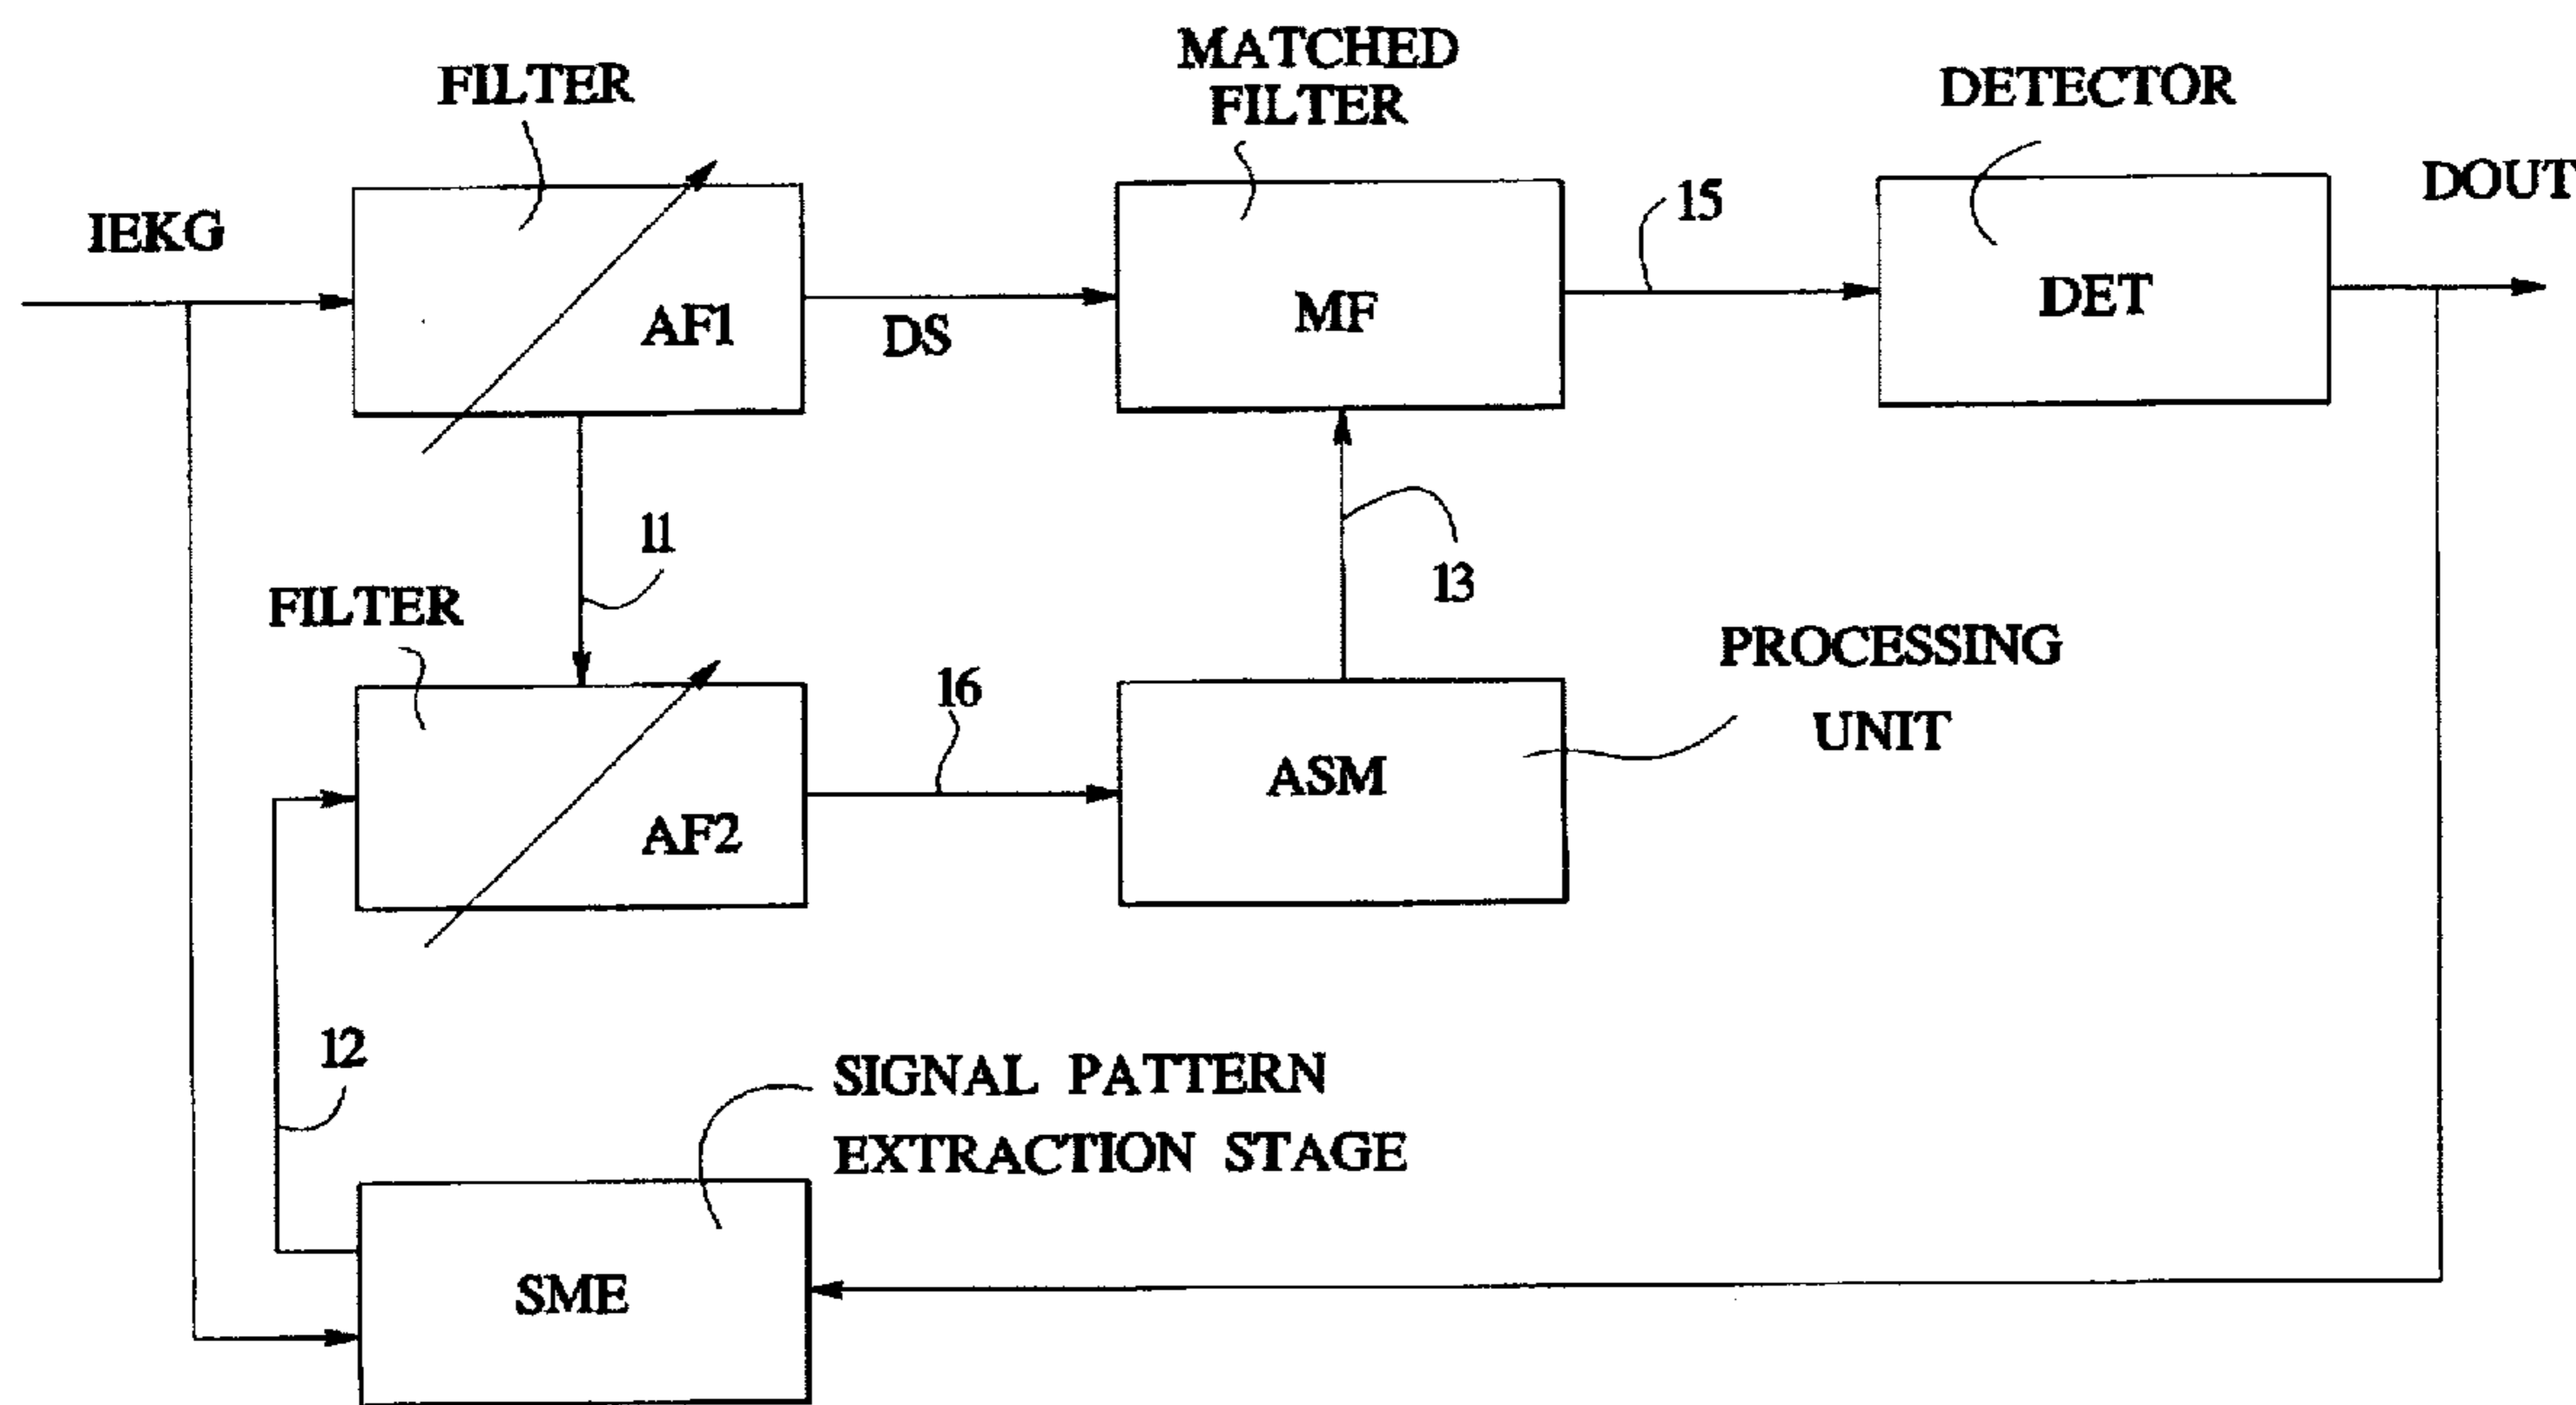 MATCHED
FILTER
FILTER
DETECTOR
IEKG
15
DOUT
AF1
DS
MF
DET
11
13
FILTER
16
PROCESSING
UNIT
AF2
ASM
12
SIGNAL PATTERN
EXTRACTION STAGE
SME